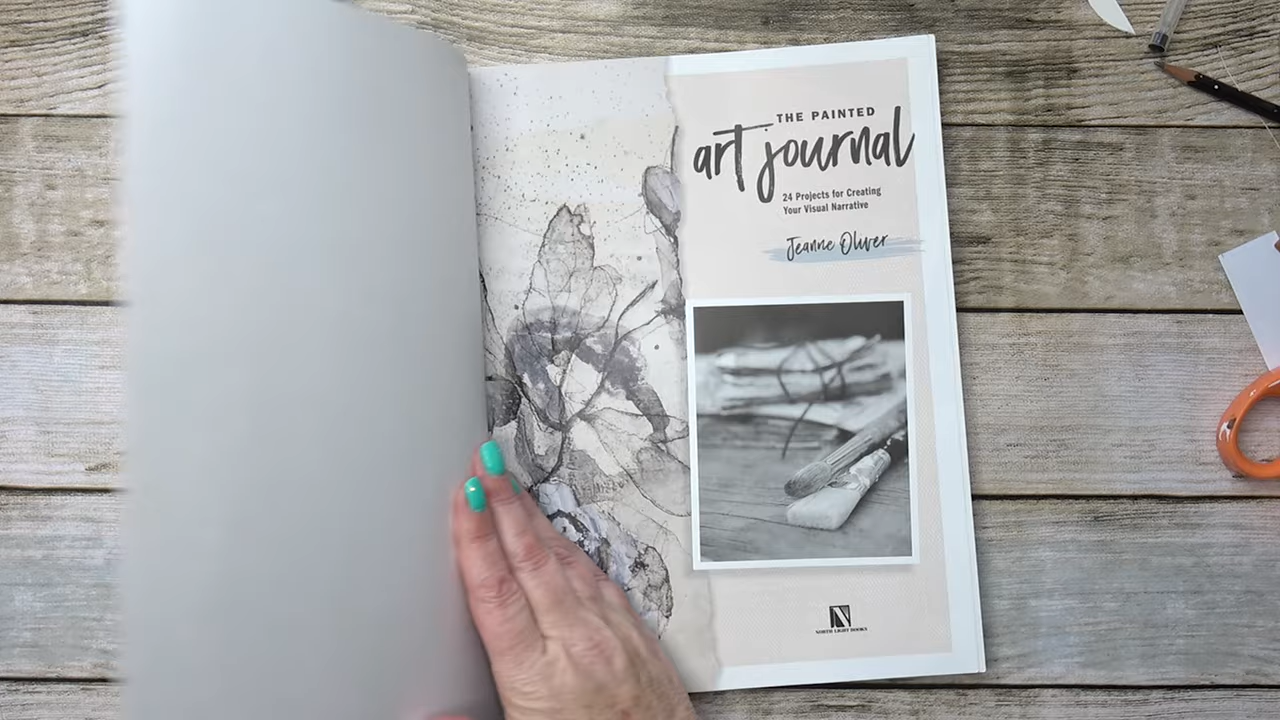 THE PAINTED
art journal
24 Projects for Creating
Your Visual Narrative
Jeanne Oliver
NORTH LIGHT BOOKS